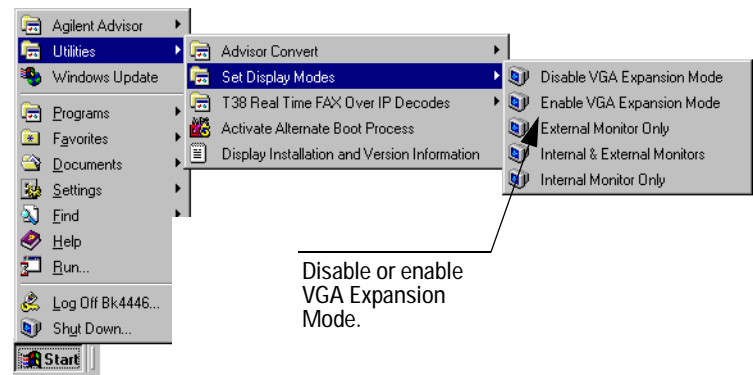 Agilent Advisor
Utilities
Windows Update
Programs
Favorites
Documents
Settings
Find
Help
Run...
Log Off Bk4446...
Shut Down...
Start
Advisor Convert
Set Display Modes
T38 Real Time FAX Over IP Decodes
Activate Alternate Boot Process
Display Installation and Version Information
Disable VGA Expansion Mode
Enable VGA Expansion Mode
External Monitor Only
Internal & External Monitors
Internal Monitor Only
Disable or enable
VGA Expansion
Mode.